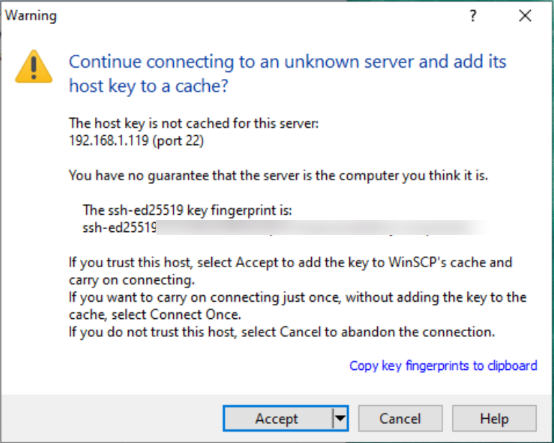 Warning
?
Continue connecting to an unknown server and add its
host key to a cache?
The host key is not cached for this server:
192.168.1.119 (port 22)
You have no guarantee that the server is the computer you think it is.
The ssh-ed25519 key fingerprint is:
ssh-ed25519
If you trust this host, select Accept to add the key to WinSCP's cache and
carry on connecting.
If you want to carry on connecting just once, without adding the key to the
cache, select Connect Once.
If you do not trust this host, select Cancel to abandon the connection.
Copy key fingerprints to clipboard
Accept Cancel Help